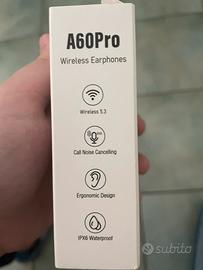 A60Pro
Wireless Earphones
Wireless 5.3
Call Noise Cancelling
Ergonomic Design
IPX6 Waterproof
subito